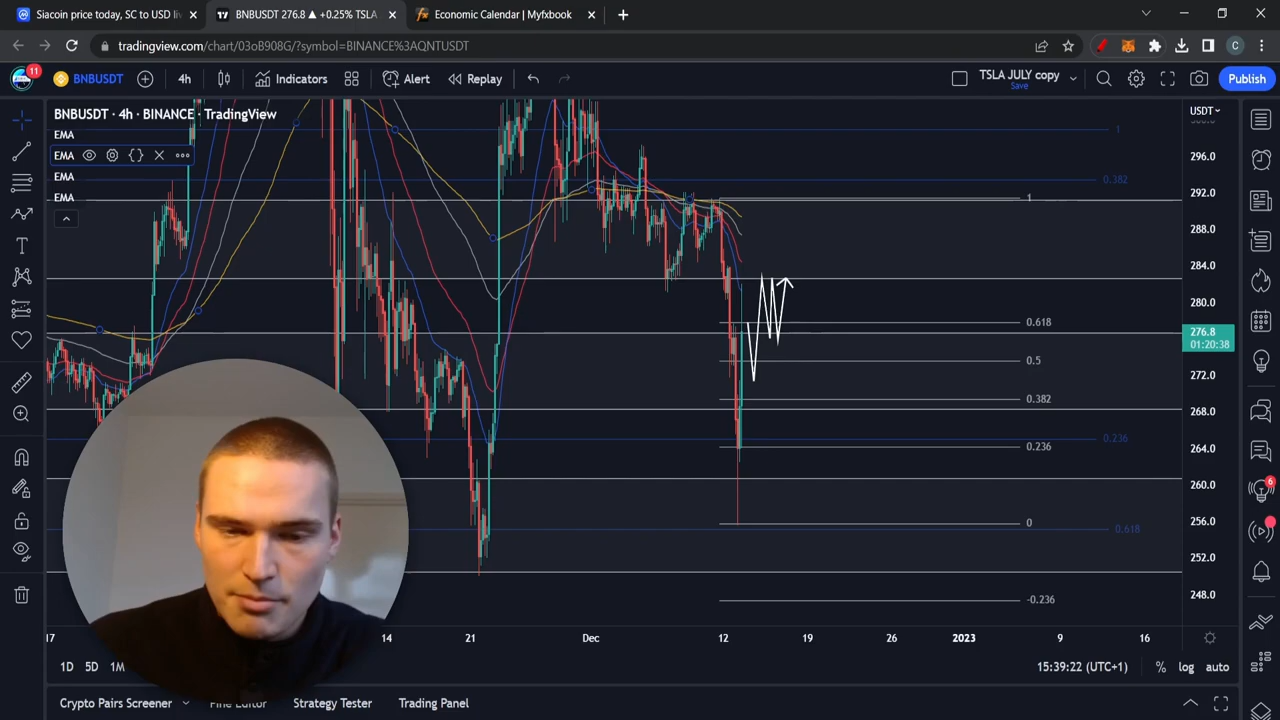 Siacoin price today, SC to USD liv
BNBUSDT 276.8 ▲ +0.25% TSLA
Economic Calendar | Myfxbook
tradingview.com/chart/03oB908G/?symbol=BINANCE%3AQNTUSDT
C
11
BNBUSDT
4h
Indicators
Alert
Replay
TSLA JULY copy
Save
Publish
BNBUSDT · 4h · BINANCE · TradingView
EMA
EMA
EMA
EMA
USDT
296.0
292.0
288.0
284.0
280.0
276.8
01:20:38
272.0
268.0
264.0
260.0
256.0
252.0
248.0
1
0.382
1
0.618
0.5
0.382
0.236
0.236
0
0.618
-0.236
6
17
14
21
Dec
12
19
26
2023
9
16
1D
5D
1M
15:39:22 (UTC+1)
%
log
auto
Crypto Pairs Screener
Pine Editor
Strategy Tester
Trading Panel